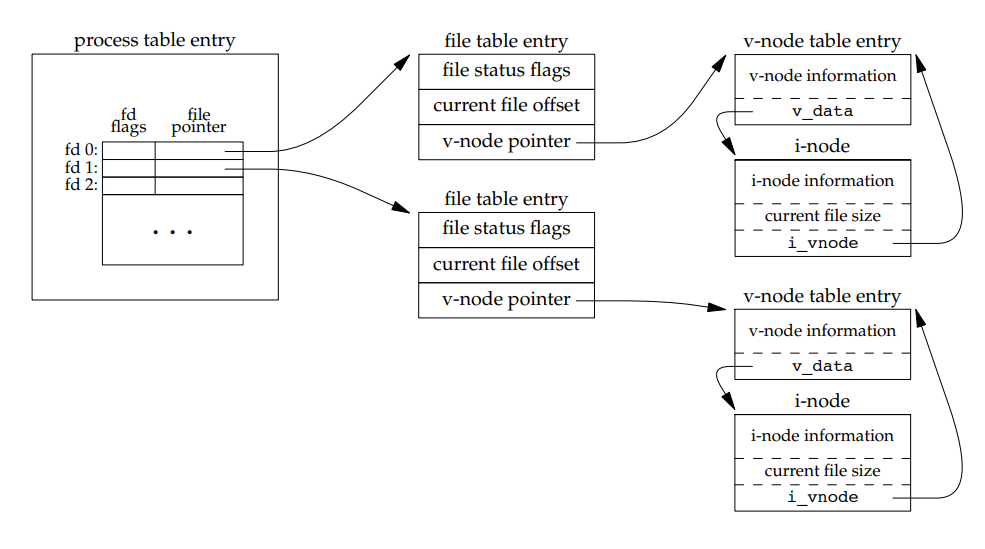 process table entry
fd
flags
file
pointer
fd 0:
fd 1:
fd 2:
. . .
file table entry
file status flags
current file offset
v-node pointer
file table entry
file status flags
current file offset
v-node pointer
v-node table entry
v-node information
v_data
i-node
i-node information
current file size
i_vnode
v-node table entry
v-node information
v_data
i-node
i-node information
current file size
i_vnode